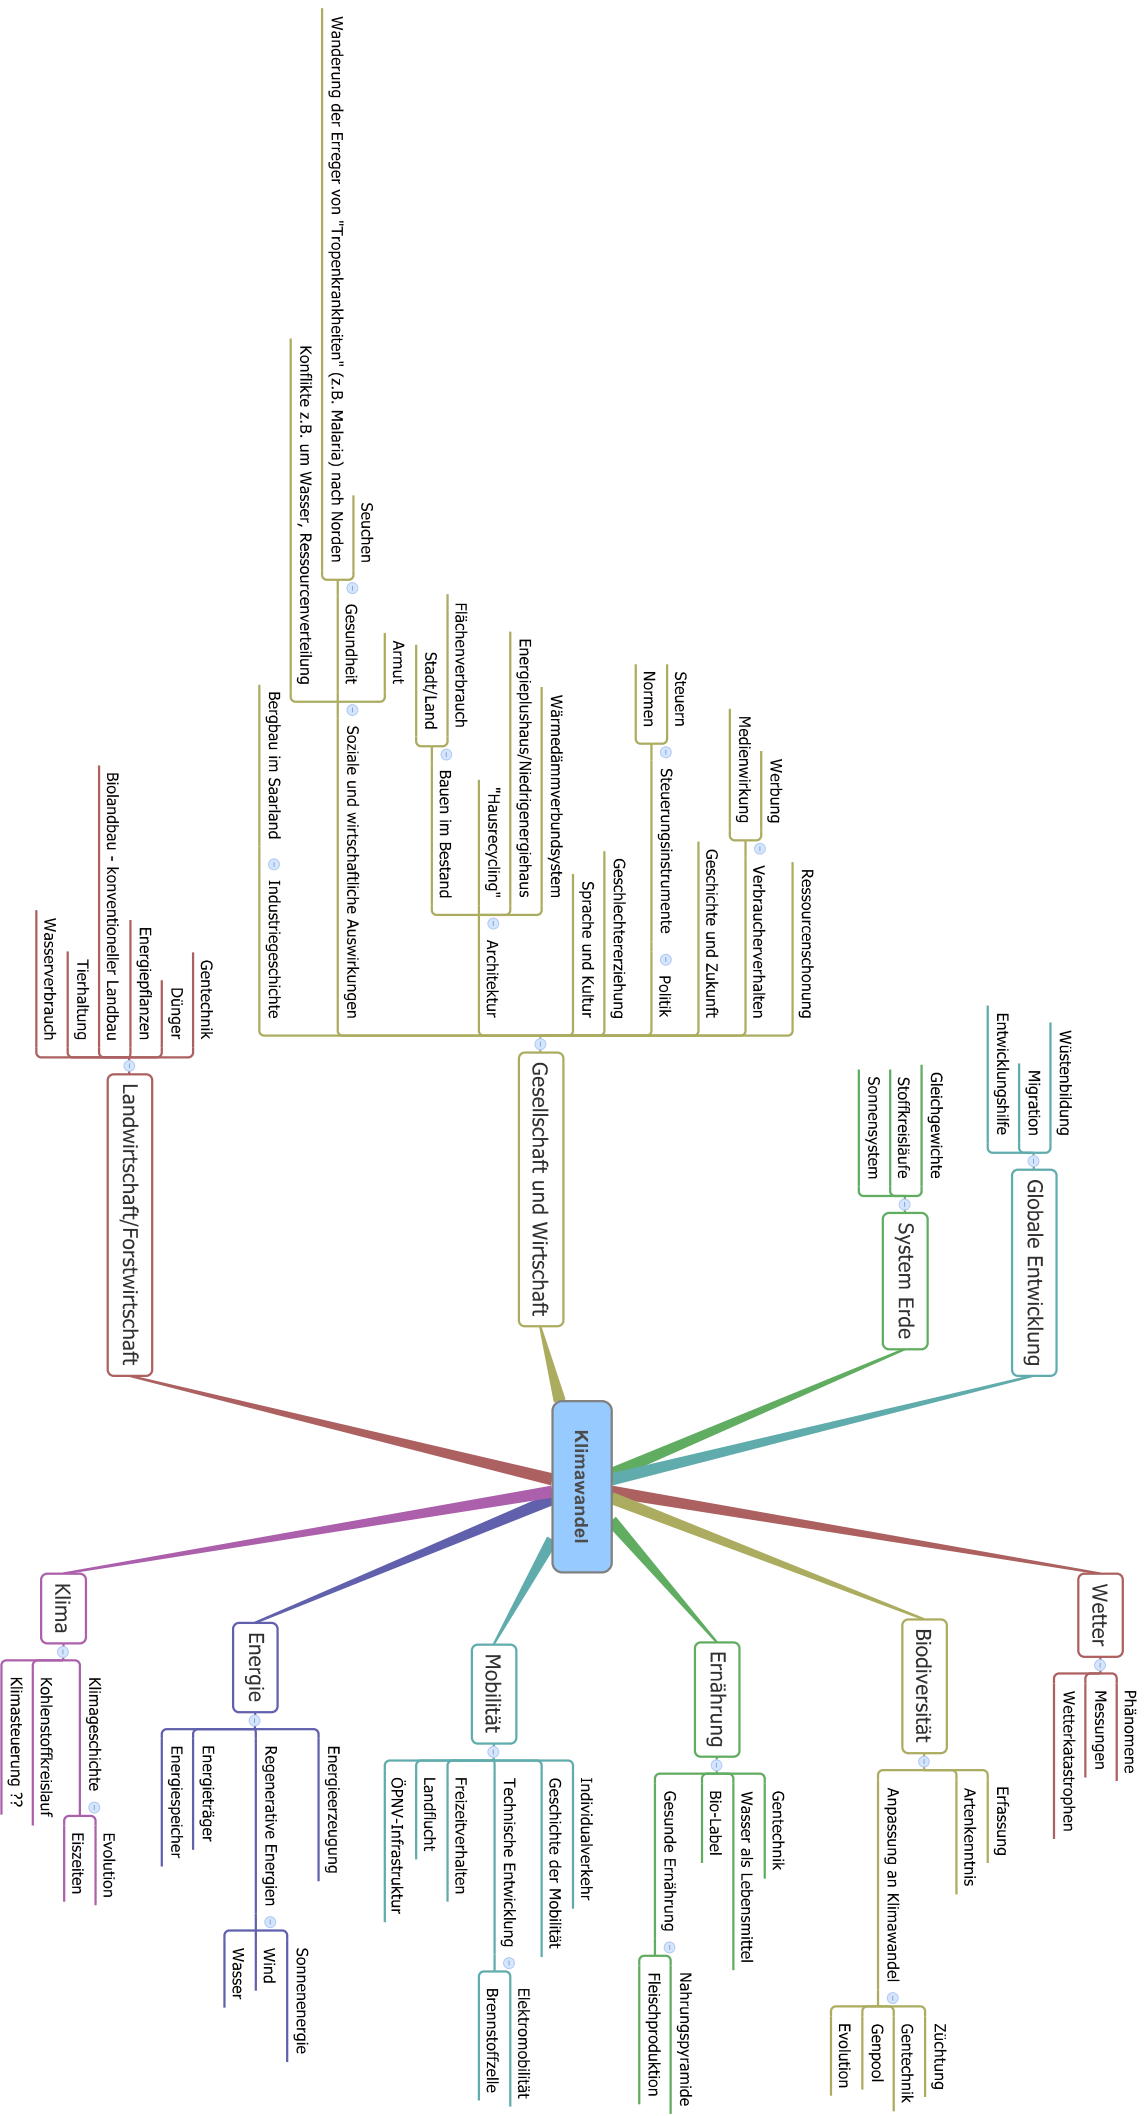 Klimawandel
Wetter
Phänomene
Messungen
Wetterkatastrophen
Biodiversität
Erfassung
Artenkenntnis
Anpassung an Klimawandel
Züchtung
Gentechnik
Genpool
Evolution
Ernährung
Gentechnik
Wasser als Lebensmittel
Bio-Label
Gesunde Ernährung
Nahrungspyramide
Fleischproduktion
Mobilität
Individualverkehr
Geschichte der Mobilität
Technische Entwicklung
Elektromobilität
Brennstoffzelle
Freizeitverhalten
Landflucht
ÖPNV-Infrastruktur
Energie
Energieerzeugung
Regenerative Energien
Sonnenenergie
Wind
Wasser
Energieträger
Energiespeicher
Klima
Klimageschichte
Evolution
Eiszeiten
Kohlenstoffkreislauf
Klimasteuerung ??
Globale Entwicklung
Wüstenbildung
Migration
Entwicklungshilfe
System Erde
Gleichgewichte
Stoffkreisläufe
Sonnensystem
Gesellschaft und Wirtschaft
Ressourcenschonung
Verbraucherverhalten
Werbung
Medienwirkung
Geschichte und Zukunft
Politik
Steuerungsinstrumente
Steuern
Normen
Geschlechtererziehung
Sprache und Kultur
Architektur
Wärmedämmverbundsystem
Energieplushaus/Niedrigenergiehaus
"Hausrecycling"
Bauen im Bestand
Flächenverbrauch
Stadt/Land
Soziale und wirtschaftliche Auswirkungen
Armut
Gesundheit
Seuchen
Wanderung der Erreger von "Tropenkrankheiten" (z.B. Malaria) nach Norden
Konflikte z.B. um Wasser, Ressourcenverteilung
Industriegeschichte
Bergbau im Saarland
Landwirtschaft/Forstwirtschaft
Gentechnik
Dünger
Energiepflanzen
Biolandbau - konventioneller Landbau
Tierhaltung
Wasserverbrauch